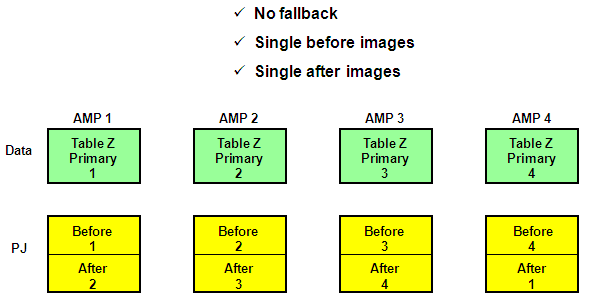 ✓ No fallback
✓ Single before images
✓ Single after images
AMP 1 AMP 2 AMP 3 AMP 4
Data
Table Z Primary 1
Table Z Primary 2
Table Z Primary 3
Table Z Primary 4
PJ
Before 1
Before 2
Before 3
Before 4
After 2
After 3
After 4
After 1